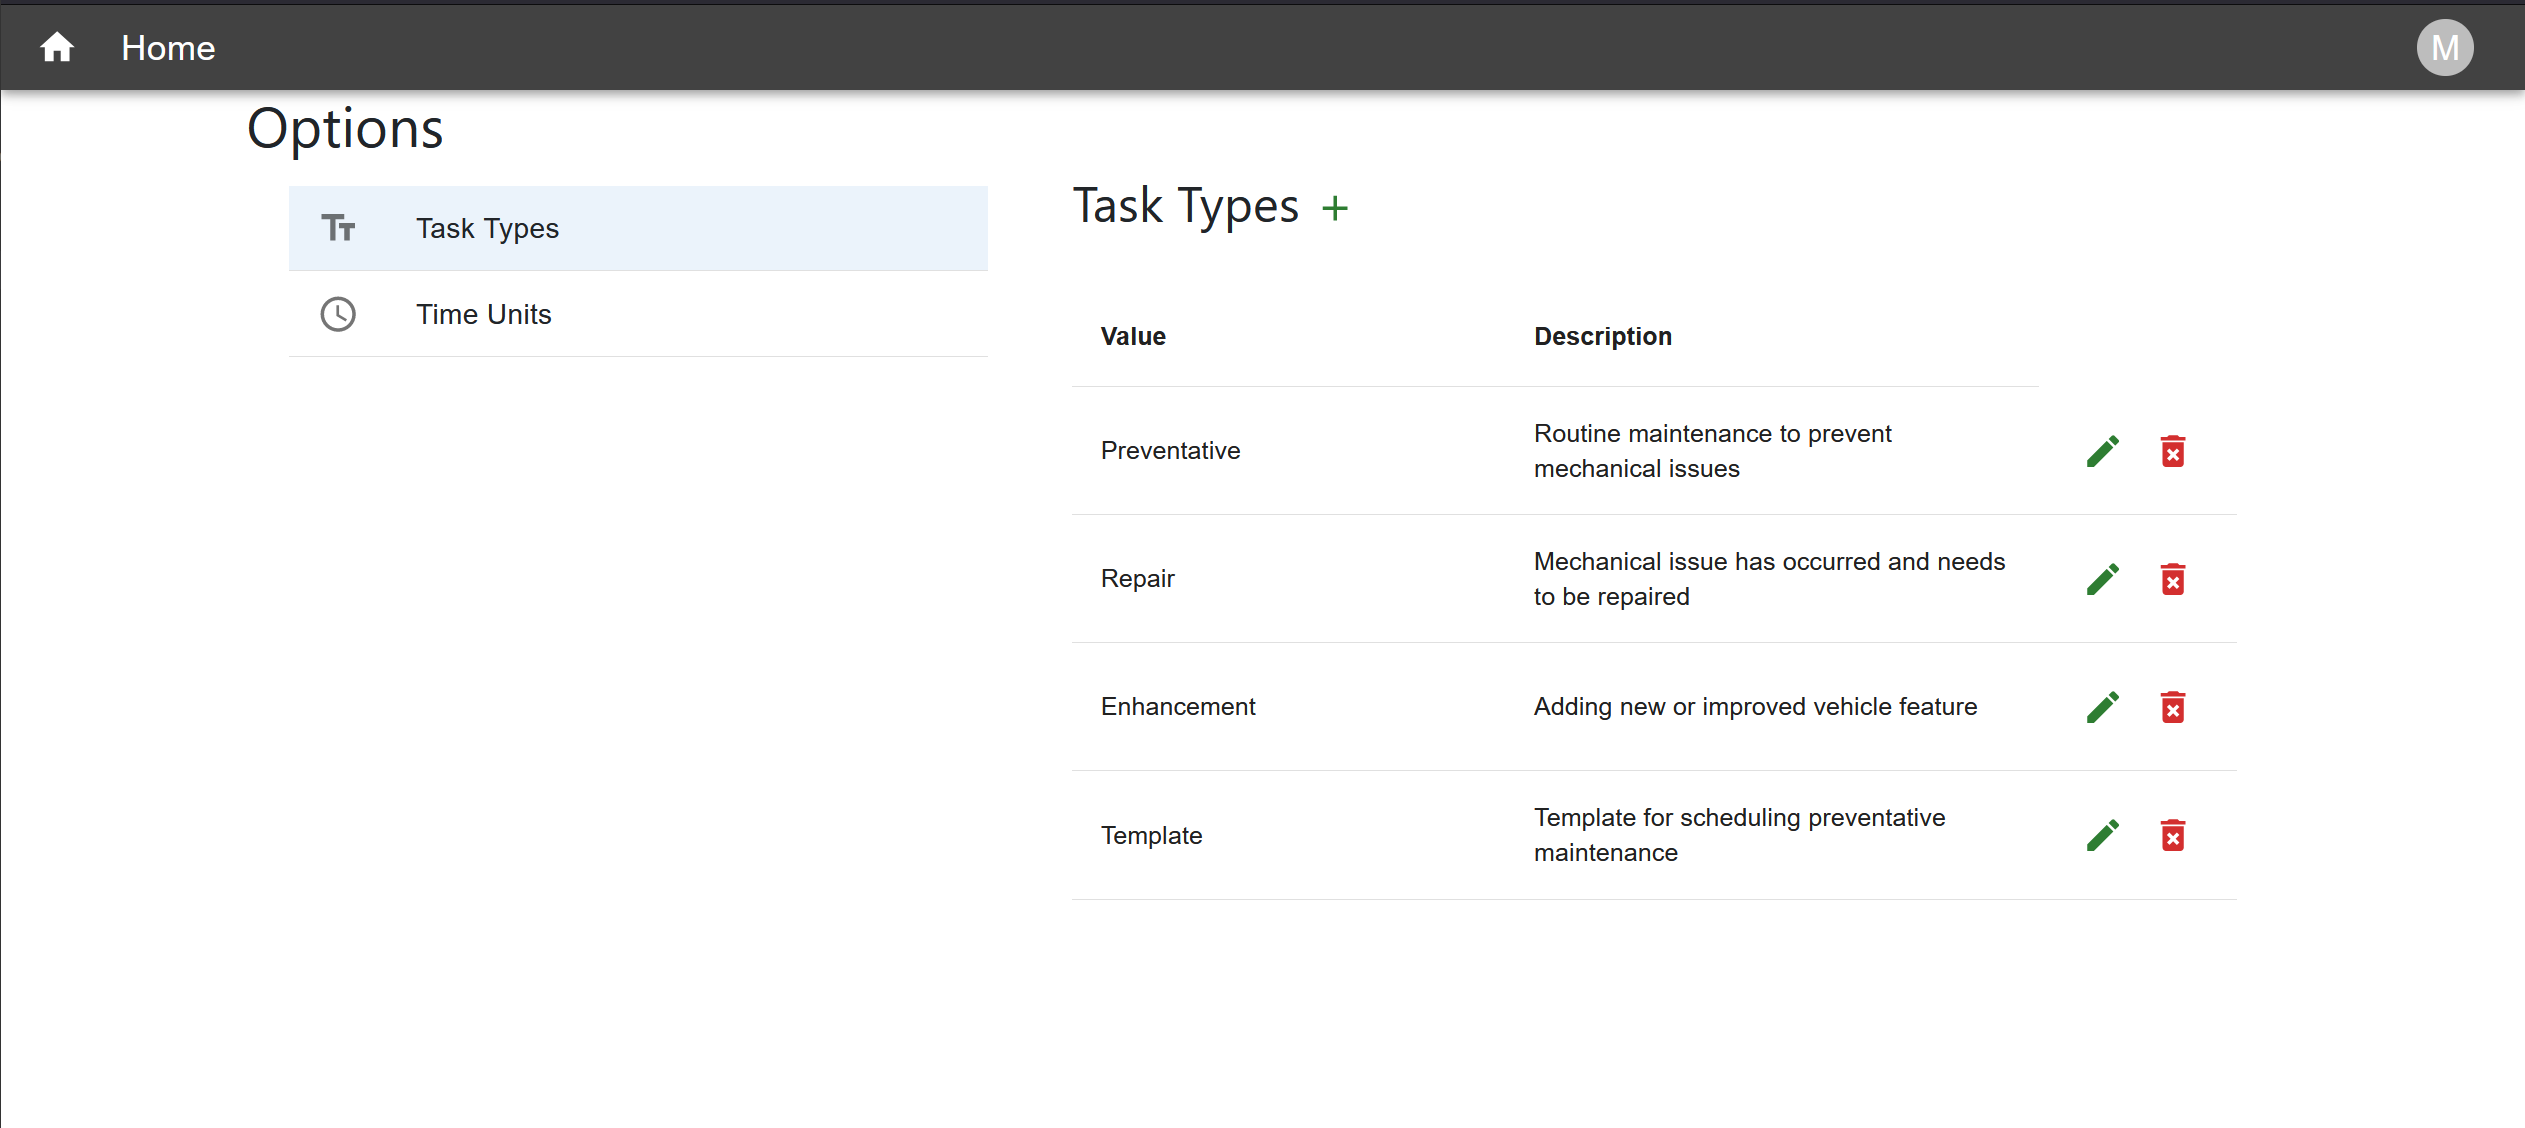 Home
M
Options
Task Types
Time Units
Task Types +
Value Description
Preventative
Routine maintenance to prevent
mechanical issues
Repair
Mechanical issue has occurred and needs
to be repaired
Enhancement
Adding new or improved vehicle feature
Template
Template for scheduling preventative
maintenance